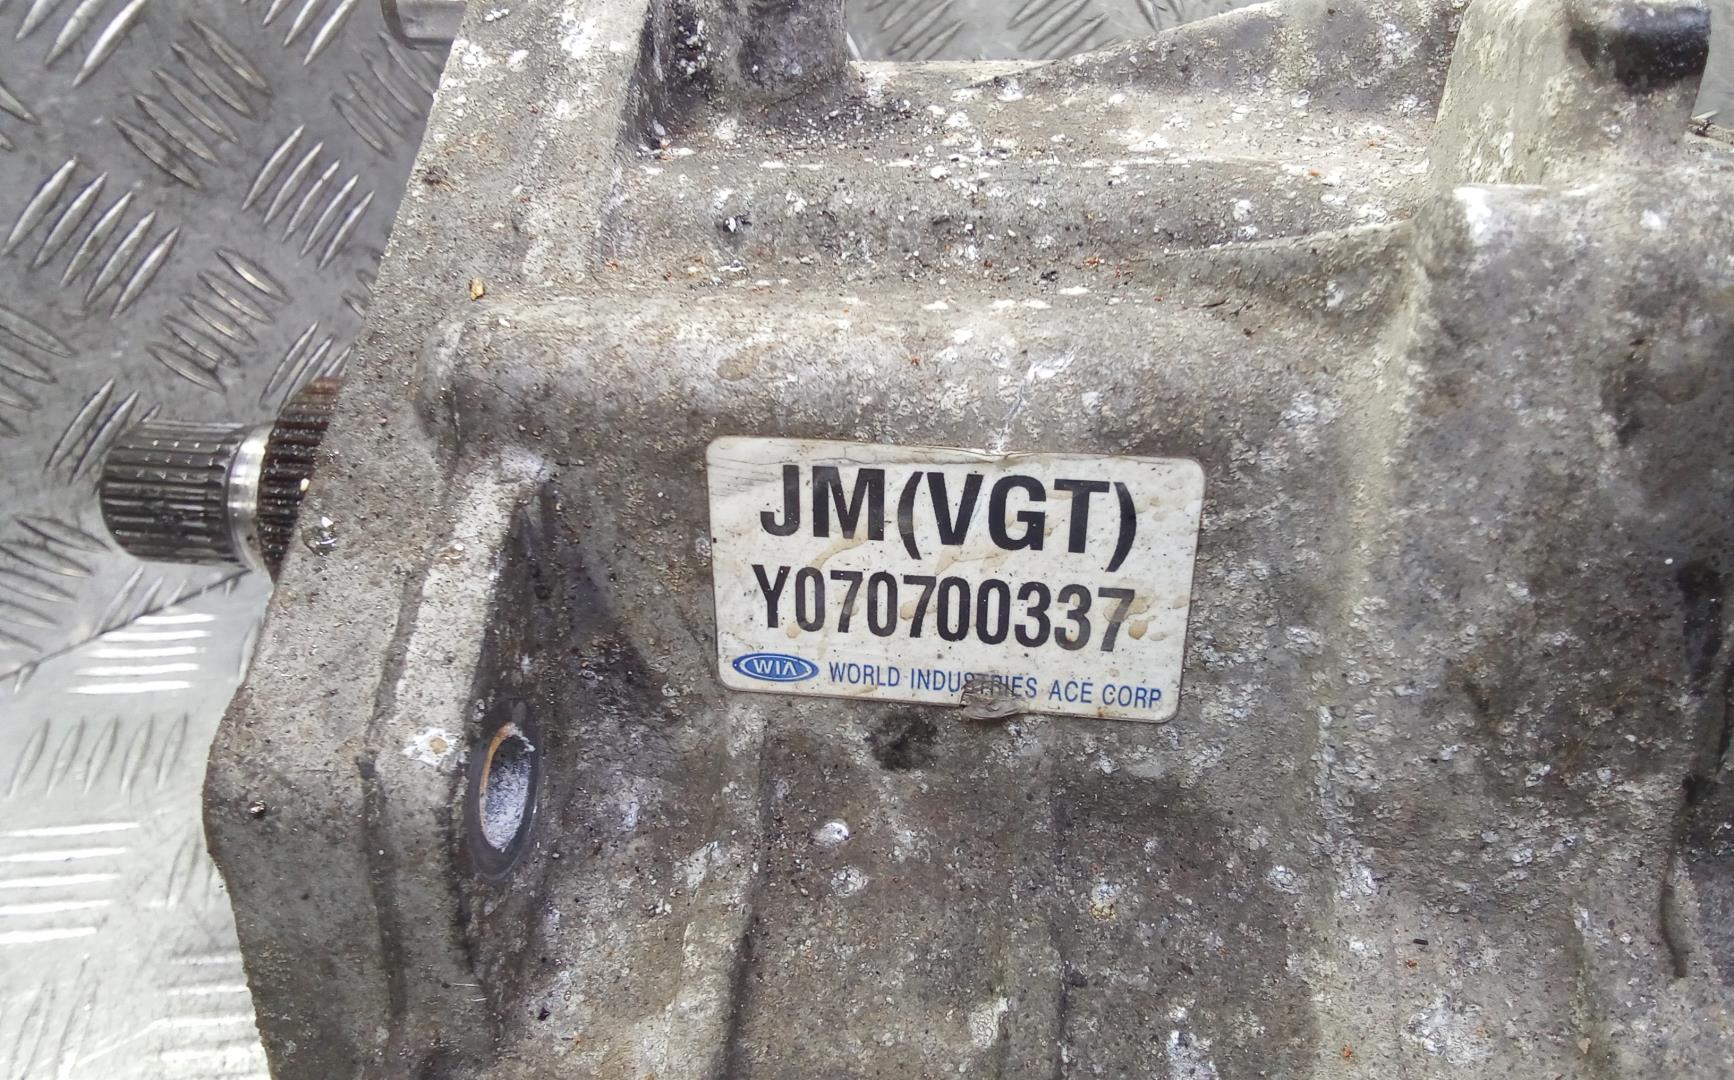 JM(VGT)
Y070700337
WIA WORLD INDUSTRIES ACE CORP